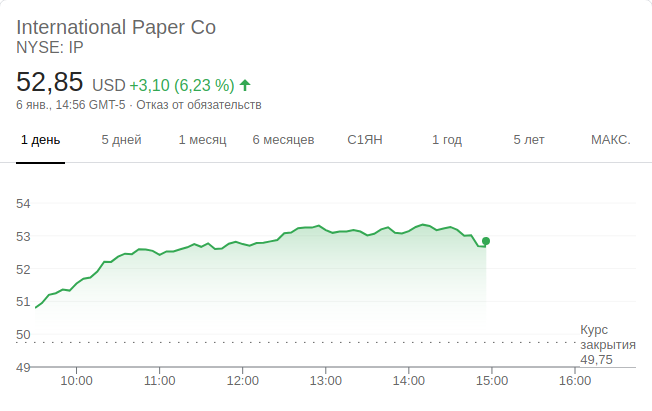 International Paper Co
NYSE: IP
52,85 USD +3,10 (6,23 %)
6 янв., 14:56 GMT-5 · Отказ от обязательств
1 день 5 дней 1 месяц 6 месяцев С1ЯН 1 год 5 лет МАКС.
54
53
52
51
50
49
Курс
закрытия
49,75
10:00 11:00 12:00 13:00 14:00 15:00 16:00